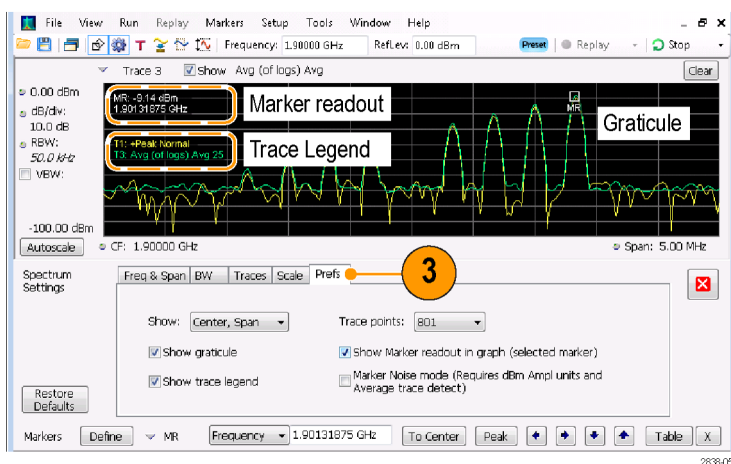 File View Run Replay Markers Setup Tools Window Help
T Frequency: 1.90000 GHz RefLev: 0.00 dBm Preset Replay Stop
Trace 3 Show Avg (of logs) Avg Clear
0.00 dBm
dB/div:
10.0 dB
RBW:
50.0 kHz
VBW:
-100.00 dBm
MR: -9.14 dBm
1.90131875 GHz
Marker readout
MR
Graticule
T1: +Peak Normal
T3: Avg (of logs) Avg 25
Trace Legend
Autoscale CF: 1.90000 GHz Span: 5.00 MHz
Spectrum
Settings
Freq & Span BW Traces Scale Prefs
3
Show: Center, Span Trace points: 801
Show graticule Show Marker readout in graph (selected marker)
Show trace legend Marker Noise mode (Requires dBm Ampl units and
Average trace detect)
Restore
Defaults
Markers Define MR Frequency 1.90131875 GHz To Center Peak Table X